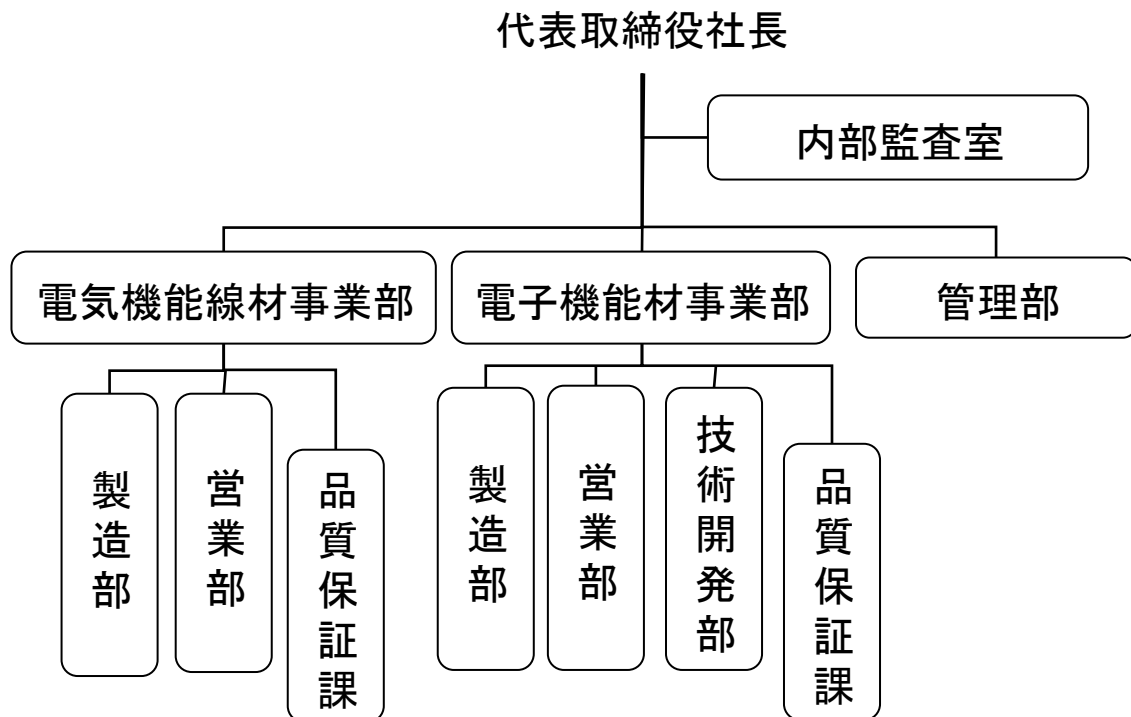 代表取締役社長
内部監査室
電気機能線材事業部
電子機能材事業部
管理部
製造部
営業部
品質保証課
製造部
営業部
技術開発部
品質保証課